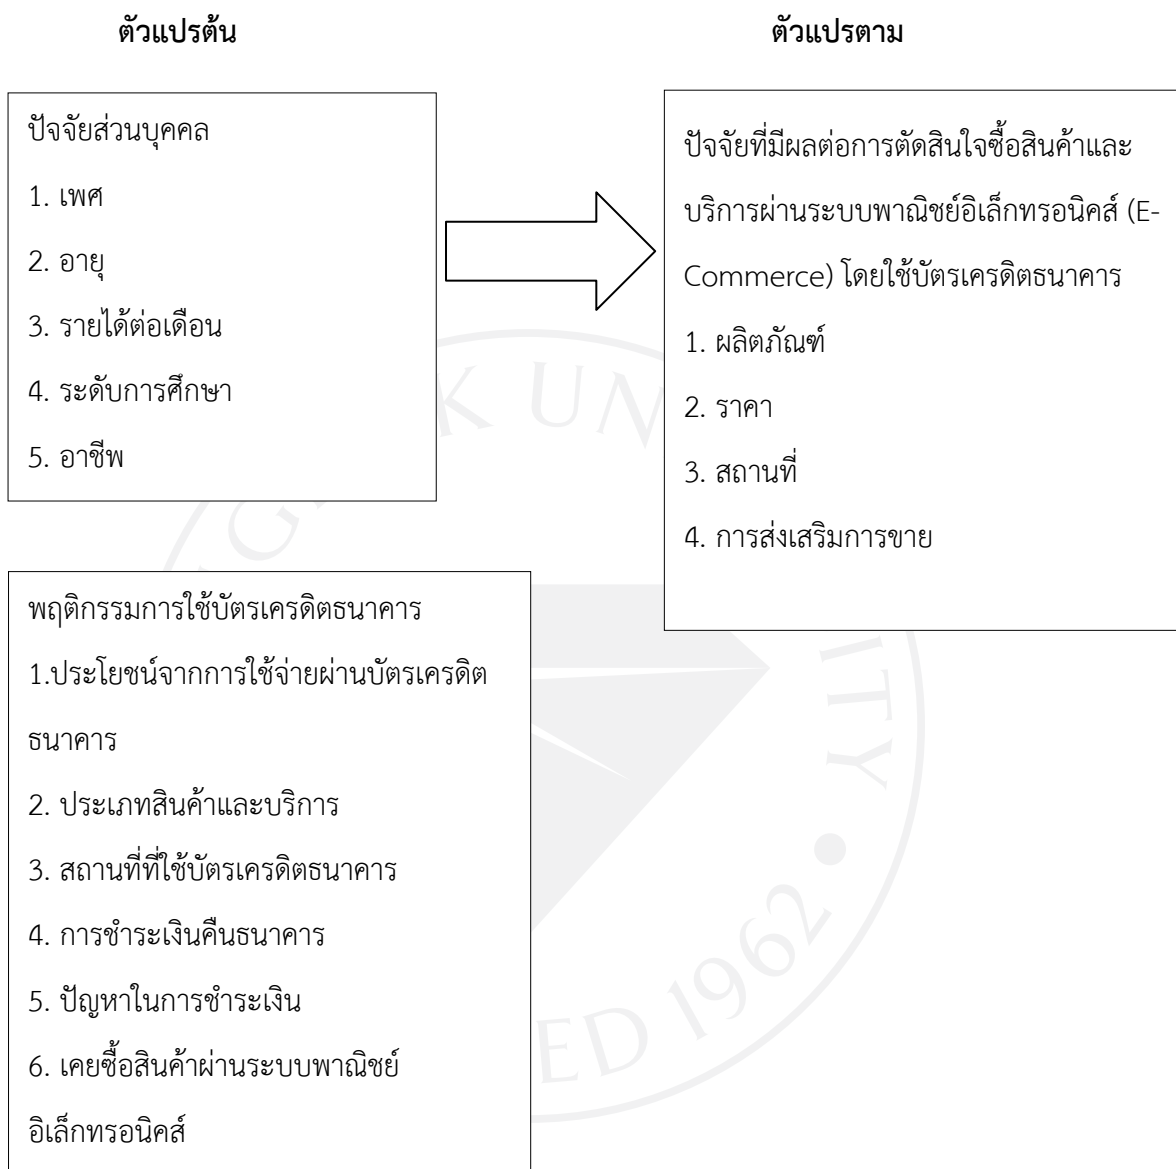 ตัวแปรต้น
ตัวแปรตาม
ปัจจัยส่วนบุคคล
1. เพศ
2. อายุ
3. รายได้ต่อเดือน
4. ระดับการศึกษา
5. อาชีพ
ปัจจัยที่มีผลต่อการตัดสินใจซื้อสินค้าและ
บริการผ่านระบบพาณิชย์อิเล็กทรอนิคส์ (E-
Commerce) โดยใช้บัตรเครดิตธนาคาร
1. ผลิตภัณฑ์
2. ราคา
3. สถานที่
4. การส่งเสริมการขาย
พฤติกรรมการใช้บัตรเครดิตธนาคาร
1.ประโยชน์จากการใช้จ่ายผ่านบัตรเครดิต
ธนาคาร
2. ประเภทสินค้าและบริการ
3. สถานที่ที่ใช้บัตรเครดิตธนาคาร
4. การชำระเงินคืนธนาคาร
5. ปัญหาในการชำระเงิน
6. เคยซื้อสินค้าผ่านระบบพาณิชย์
อิเล็กทรอนิคส์
K UN
ITY
ED 1962